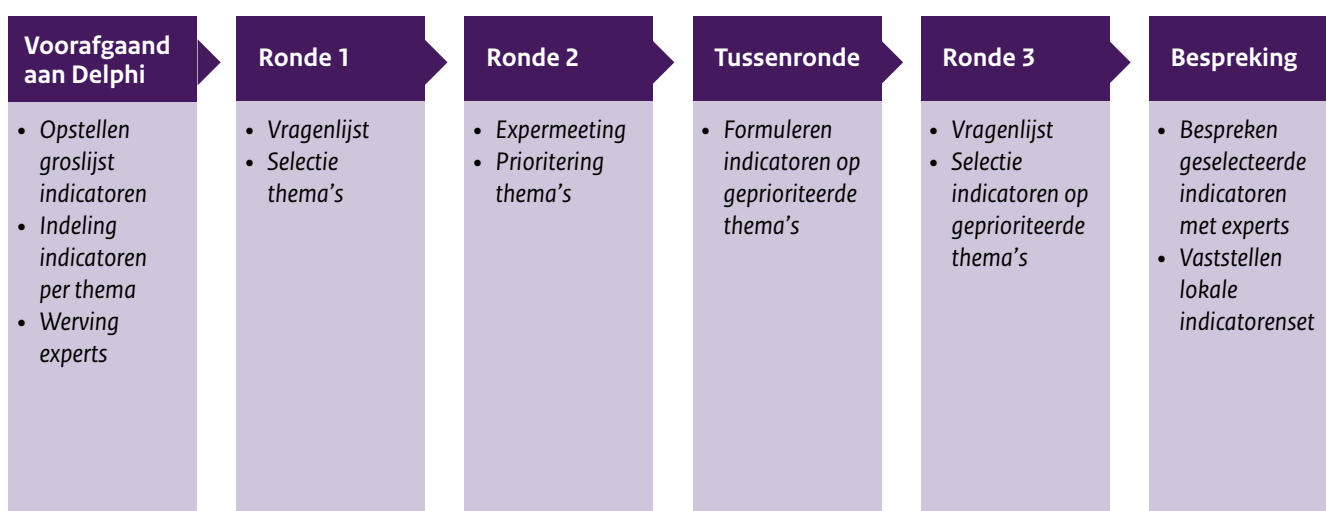 Voorafgaand
aan Delphi
• Opstellen
groslijst
indicatoren
• Indeling
indicatoren
per thema
• Werving
experts
Ronde 1
• Vragenlijst
• Selectie
thema's
Ronde 2
• Expermeeting
• Prioritering
thema's
Tussenronde
• Formuleren
indicatoren op
geprioriteerde
thema's
Ronde 3
• Vragenlijst
• Selectie
indicatoren op
geprioriteerde
thema's
Bespreking
• Bespreken
geselecteerde
indicatoren
met experts
• Vaststellen
lokale
indicatorenset